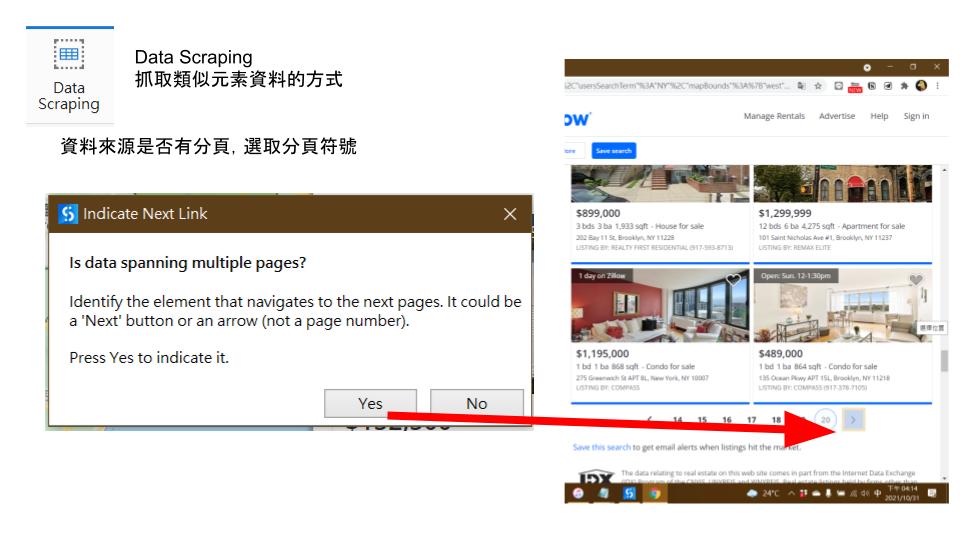 Data
Scraping
Data Scraping
抓取類似元素資料的方式
資料來源是否有分頁, 選取分頁符號
Indicate Next Link
Is data spanning multiple pages?
Identify the element that navigates to the next pages. It could be
a 'Next' button or an arrow (not a page number).
Press Yes to indicate it.
Yes
No
%2C"usersSearchTerm"%3A"NY"%2C"mapBounds"%3A%7B"west"...
NEW
Manage Rentals Advertise Help Sign in
Save search
$899,000
3 bds 3 ba 1,933 sqft - House for sale
202 Bay 11 St, Brooklyn, NY 11228
LISTING BY: REALTY FIRST RESIDENTIAL (917-593-8713)
$1,299,999
12 bds 6 ba 4,275 sqft - Apartment for sale
101 Saint Nicholas Ave #1, Brooklyn, NY 11237
LISTING BY: REMAX ELITE
1 day on Zillow
Open: Sun. 12-1:30pm
選擇位置
$1,195,000
1 bd 1 ba 868 sqft - Condo for sale
275 Greenwich St APT 8L, New York, NY 10007
LISTING BY: COMPASS
$489,000
1 bd 1 ba 864 sqft - Condo for sale
135 Ocean Pkwy APT 15L, Brooklyn, NY 11218
LISTING BY: COMPASS (917-378-7105)
14 15 16 17 18 20
Save this search to get email alerts when listings hit the market.
The data relating to real estate on this web site comes in part from the Internet Data Exchange
24°C
中
下午 04:14
2021/10/31